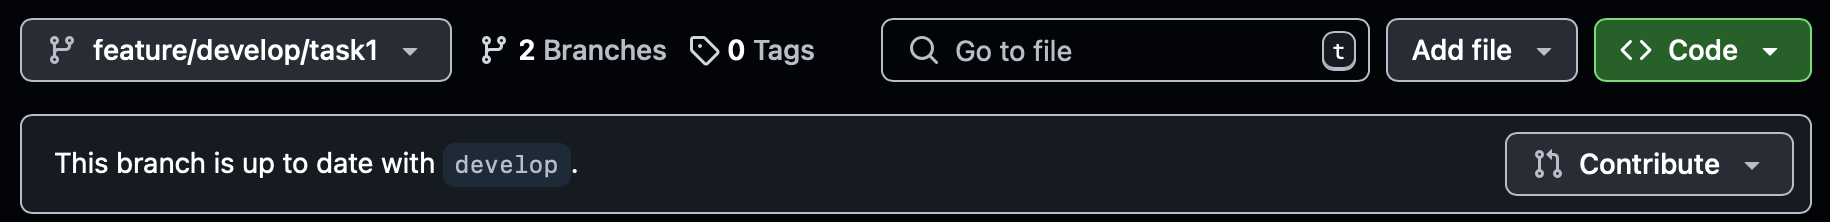 feature/develop/task1 2 Branches 0 Tags Go to file t Add file <> Code
This branch is up to date with develop. Contribute